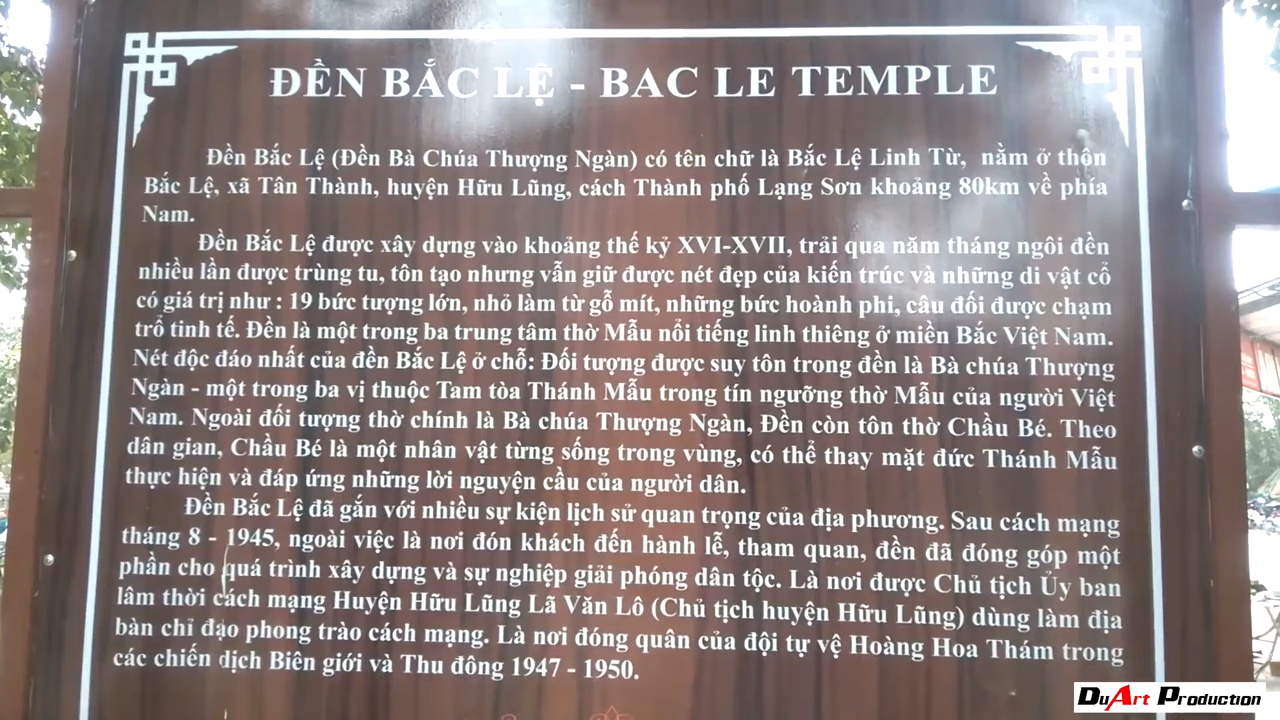 ĐỀN BẮC LỆ - BAC LE TEMPLE
Đền Bắc Lệ (Đền Bà Chúa Thượng Ngàn) có tên chữ là Bắc Lệ Linh Từ, nằm ở thôn
Bắc Lệ, xã Tân Thành, huyện Hữu Lũng, cách Thành phố Lạng Sơn khoảng 80km về phía
Nam.
Đền Bắc Lệ được xây dựng vào khoảng thế kỷ XVI-XVII, trải qua năm tháng ngôi đền
nhiều lần được trùng tu, tôn tạo nhưng vẫn giữ được nét đẹp của kiến trúc và những di vật cổ
có giá trị như : 19 bức tượng lớn, nhỏ làm từ gỗ mít, những bức hoành phi, câu đối được chạm
trổ tinh tế. Đền là một trong ba trung tâm thờ Mẫu nổi tiếng linh thiêng ở miền Bắc Việt Nam.
Nét độc đáo nhất của đền Bắc Lệ ở chỗ: Đối tượng được suy tôn trong đền là Bà chúa Thượng
Ngàn - một trong ba vị thuộc Tam tòa Thánh Mẫu trong tín ngưỡng thờ Mẫu của người Việt
Nam. Ngoài đối tượng thờ chính là Bà chúa Thượng Ngàn, Đền còn tôn thờ Chầu Bé. Theo
dân gian, Chầu Bé là một nhân vật từng sống trong vùng, có thể thay mặt đức Thánh Mẫu
thực hiện và đáp ứng những lời nguyện cầu của người dân.
Đền Bắc Lệ đã gắn với nhiều sự kiện lịch sử quan trọng của địa phương. Sau cách mạng
tháng 8 - 1945, ngoài việc là nơi đón khách đến hành lễ, tham quan, đền đã đóng góp một
phần cho quá trình xây dựng và sự nghiệp giải phóng dân tộc. Là nơi được Chủ tịch Ủy ban
lâm thời cách mạng Huyện Hữu Lũng Lã Văn Lô (Chủ tịch huyện Hữu Lũng) dùng làm địa
bàn chỉ đạo phong trào cách mạng. Là nơi đóng quân của đội tự vệ Hoàng Hoa Thám trong
các chiến dịch Biên giới và Thu đông 1947 - 1950.
DuArt Production